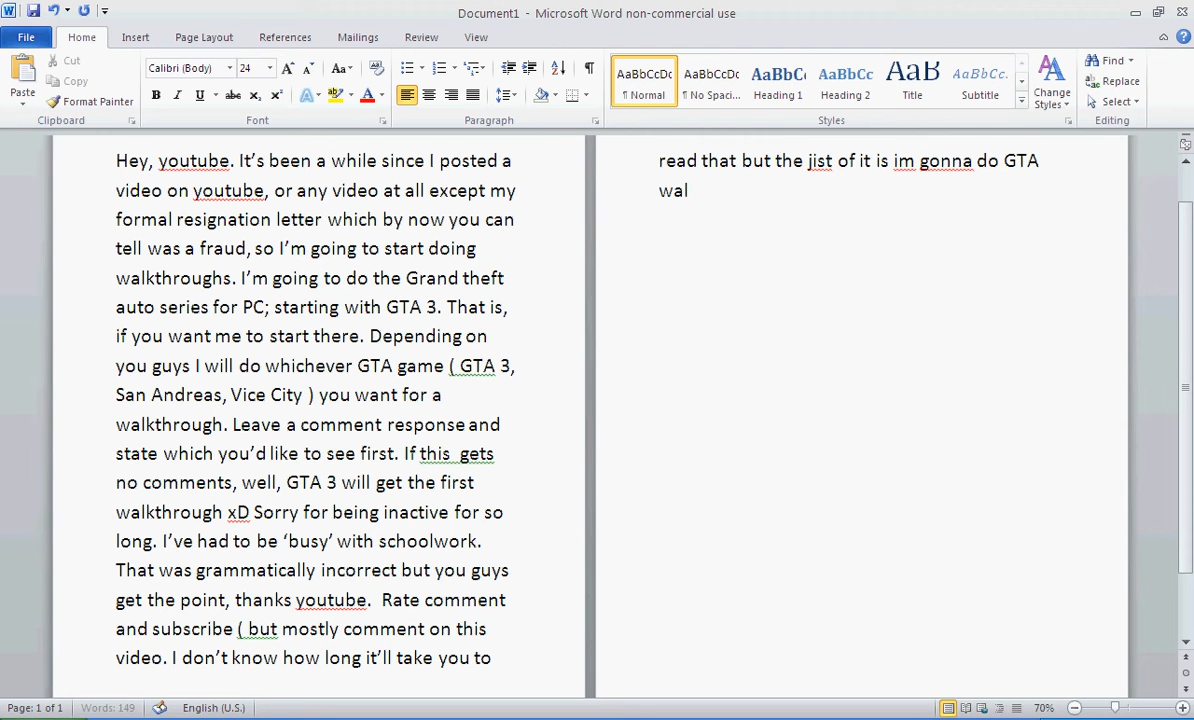 Document1 - Microsoft Word non-commercial use
File Home Insert Page Layout References Mailings Review View
Paste
Cut
Copy
Format Painter
Clipboard
Calibri (Body) 24
Font
Paragraph
AaBbCcDc AaBbCcDc AaBbCc AaBbCc AaB AaBbCc.
¶ Normal ¶ No Spaci... Heading 1 Heading 2 Title Subtitle
Styles
Change Styles
Find
Replace
Select
Editing
Hey, youtube. It's been a while since I posted a
video on youtube, or any video at all except my
formal resignation letter which by now you can
tell was a fraud, so I'm going to start doing
walkthroughs. I'm going to do the Grand theft
auto series for PC; starting with GTA 3. That is,
if you want me to start there. Depending on
you guys I will do whichever GTA game ( GTA 3,
San Andreas, Vice City ) you want for a
walkthrough. Leave a comment response and
state which you'd like to see first. If this  gets
no comments, well, GTA 3 will get the first
walkthrough xD Sorry for being inactive for so
long. I've had to be ‘busy’ with schoolwork.
That was grammatically incorrect but you guys
get the point, thanks youtube.  Rate comment
and subscribe ( but mostly comment on this
video. I don't know how long it'll take you to
read that but the jist of it is im gonna do GTA
wal
Page: 1 of 1 Words: 149 English (U.S.) 70%